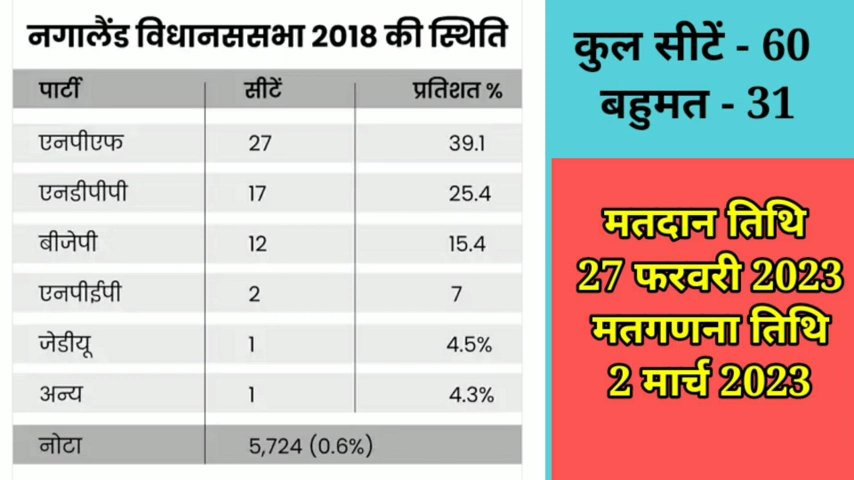 नगालैंड विधानससभा 2018 की स्थिति
पार्टी सीटें प्रतिशत %
एनपीएफ 27 39.1
एनडीपीपी 17 25.4
बीजेपी 12 15.4
एनपीईपी 2 7
जेडीयू 1 4.5%
अन्य 1 4.3%
नोटा 5,724 (0.6%)
कुल सीटें - 60
बहुमत - 31
मतदान तिथि
27 फरवरी 2023
मतगणना तिथि
2 मार्च 2023